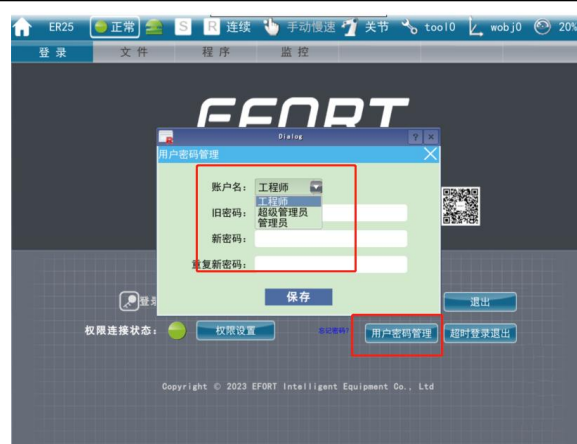 ER25 正常 S R 连续 手动慢速 关节 tool0 wobj0 20%
登录 文件 程序 监控
EFORT
Dialog ? ×
用户密码管理
账户名： 工程师
工程师
超级管理员
管理员
旧密码：
新密码：
重复新密码：
保存
登录
退出
权限连接状态： 权限设置 忘记密码? 用户密码管理 超时登录退出
Copyright © 2023 EFORT Intelligent Equipment Co., Ltd